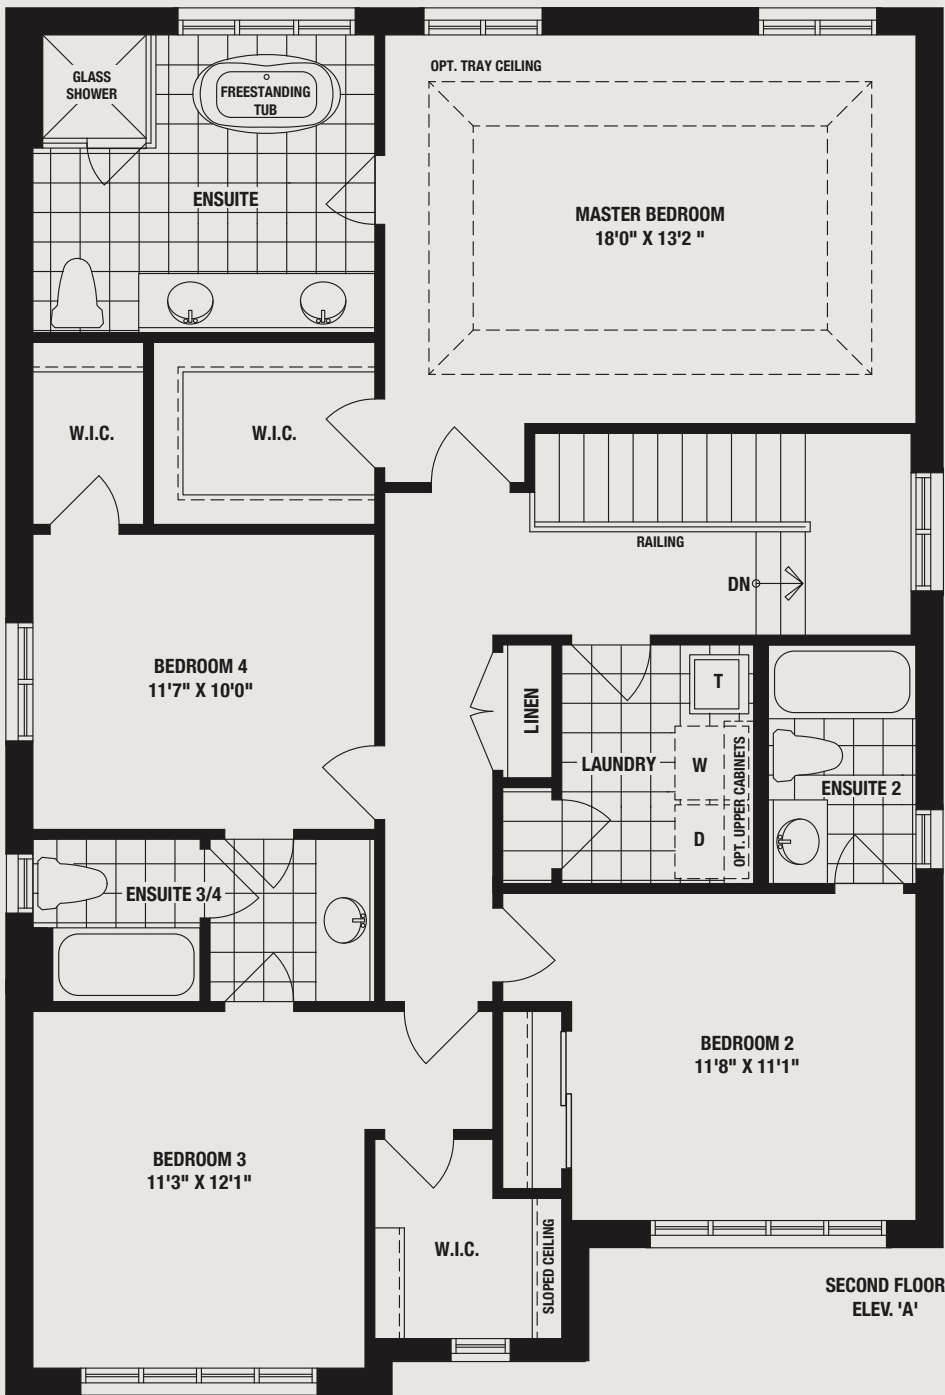 GLASS
SHOWER
FREESTANDING
TUB
OPT. TRAY CEILING
ENSUITE
MASTER BEDROOM
18'0" X 13'2 "
W.I.C.
W.I.C.
RAILING
DN
BEDROOM 4
11'7" X 10'0"
LINEN
T
LAUNDRY
W
D
OPT. UPPER CABINETS
ENSUITE 2
ENSUITE 3/4
BEDROOM 2
11'8" X 11'1"
BEDROOM 3
11'3" X 12'1"
W.I.C.
SLOPED CEILING
SECOND FLOOR
ELEV. 'A'